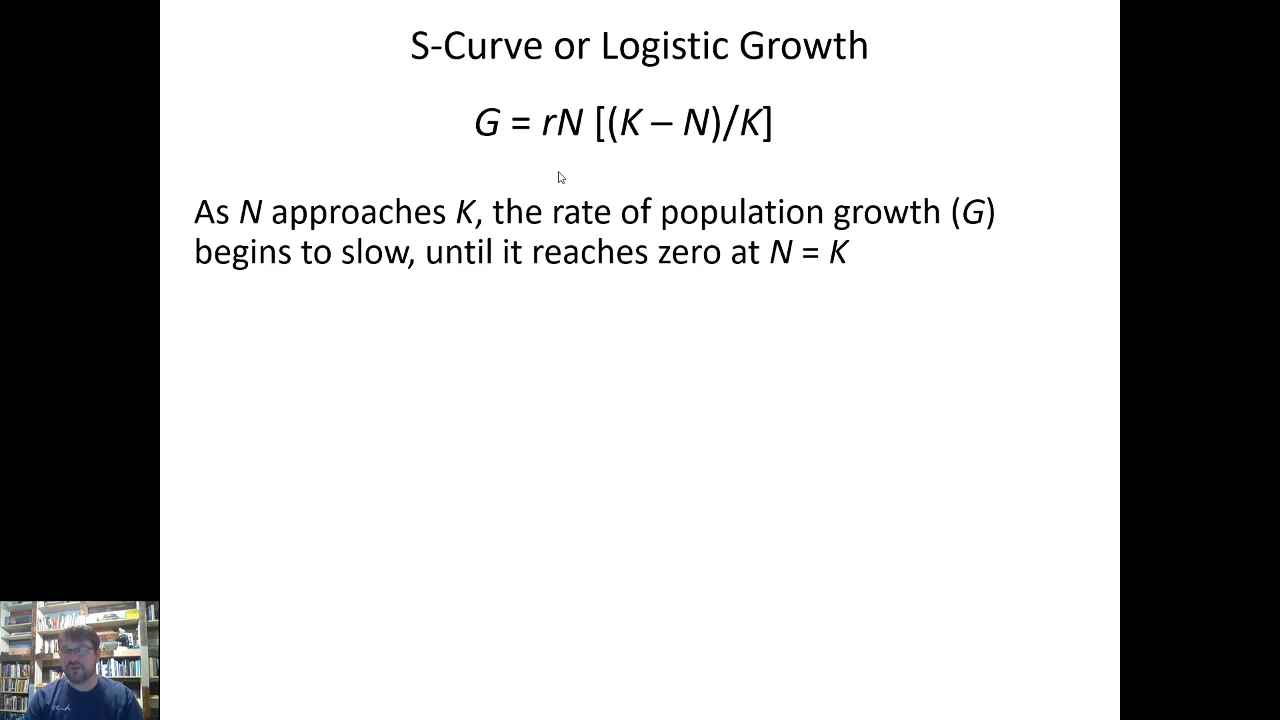 S-Curve or Logistic Growth
G = rN [(K – N)/K]
As N approaches K, the rate of population growth (G)
begins to slow, until it reaches zero at N = K